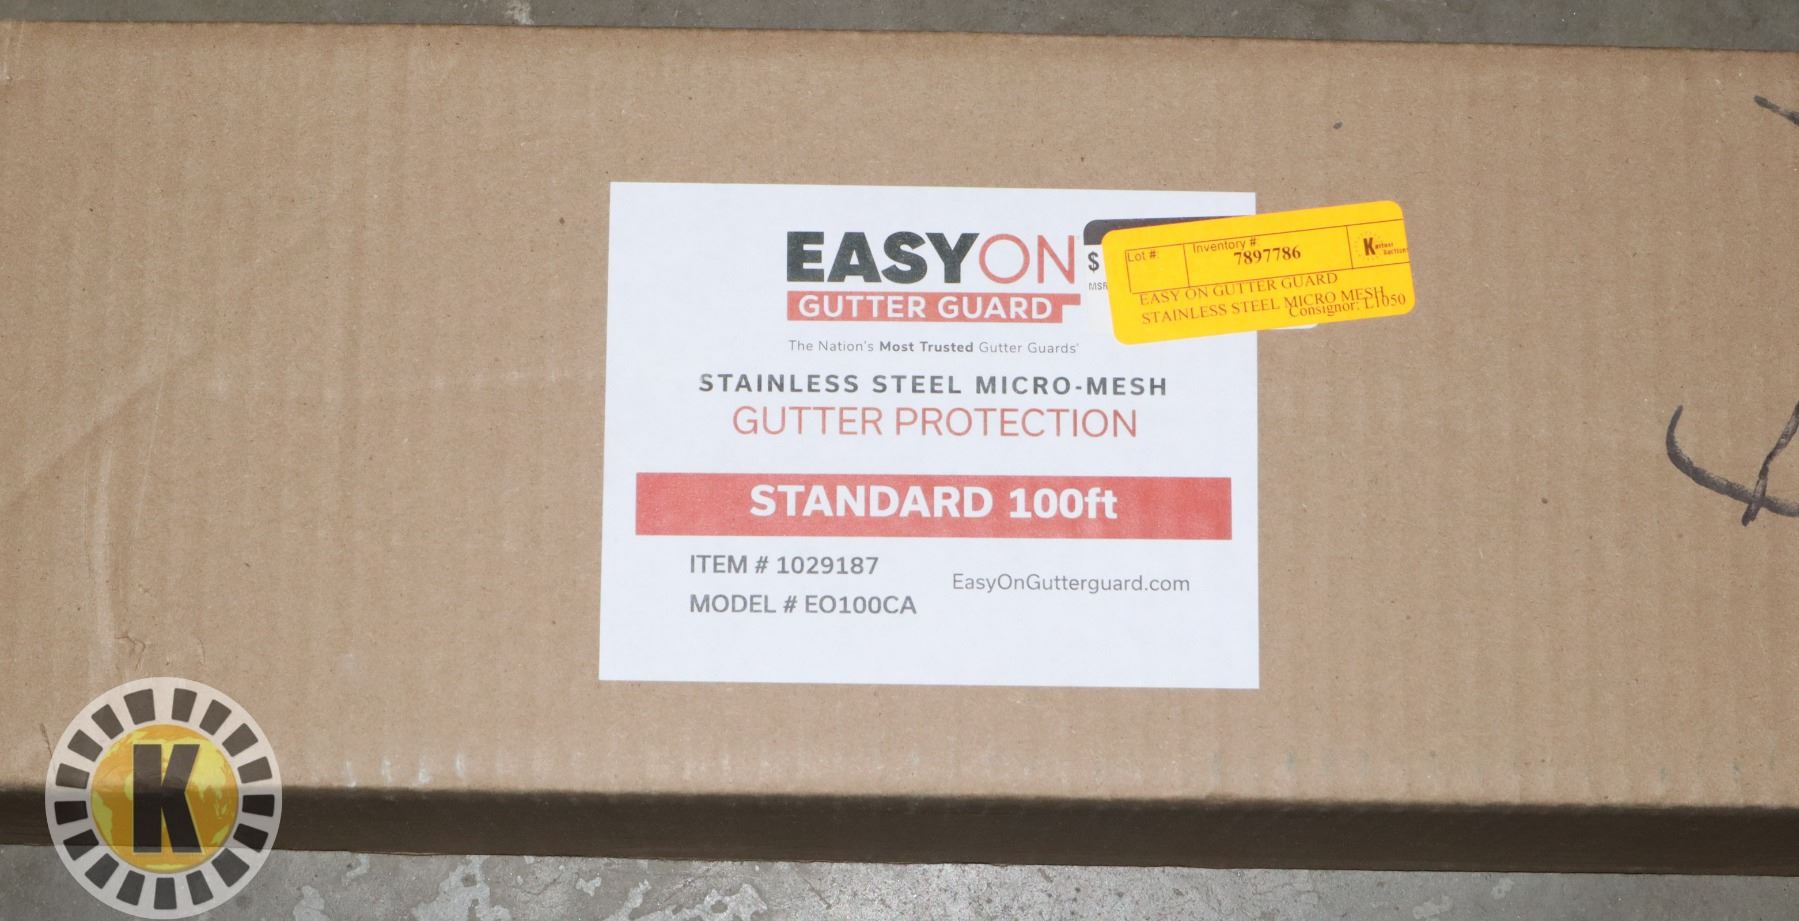 EASYON
GUTTER GUARD
The Nation's Most Trusted Gutter Guards
$
Lot #:
Inventory #
7897786
EASY ON GUTTER GUARD
STAINLESS STEEL MICRO MESH
Consignor: L1050
STAINLESS STEEL MICRO-MESH
GUTTER PROTECTION
STANDARD 100ft
ITEM # 1029187
MODEL # EO100CA
EasyOnGutterguard.com
K